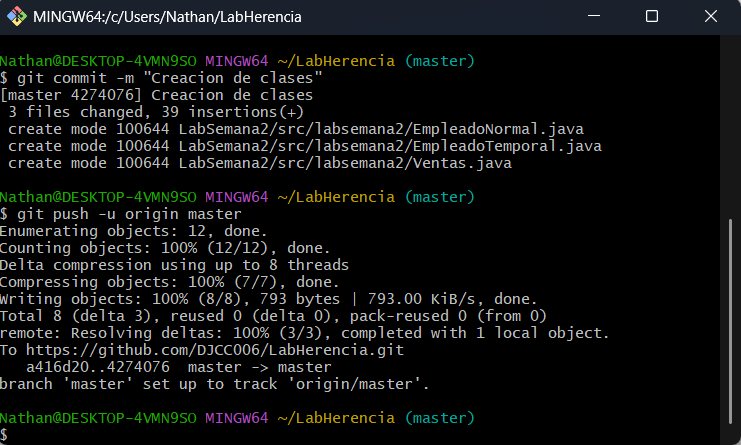 MINGW64:/c/Users/Nathan/LabHerencia
Nathan@DESKTOP-4VMN9SO MINGW64 ~/LabHerencia (master)
$ git commit -m "Creacion de clases"
[master 4274076] Creacion de clases
 3 files changed, 39 insertions(+)
 create mode 100644 LabSemana2/src/labsemana2/EmpleadoNormal.java
 create mode 100644 LabSemana2/src/labsemana2/EmpleadoTemporal.java
 create mode 100644 LabSemana2/src/labsemana2/Ventas.java
Nathan@DESKTOP-4VMN9SO MINGW64 ~/LabHerencia (master)
$ git push -u origin master
Enumerating objects: 12, done.
Counting objects: 100% (12/12), done.
Delta compression using up to 8 threads
Compressing objects: 100% (7/7), done.
Writing objects: 100% (8/8), 793 bytes | 793.00 KiB/s, done.
Total 8 (delta 3), reused 0 (delta 0), pack-reused 0 (from 0)
remote: Resolving deltas: 100% (3/3), completed with 1 local object.
To https://github.com/DJCC006/LabHerencia.git
   a416d20..4274076  master -> master
branch 'master' set up to track 'origin/master'.
Nathan@DESKTOP-4VMN9SO MINGW64 ~/LabHerencia (master)
$